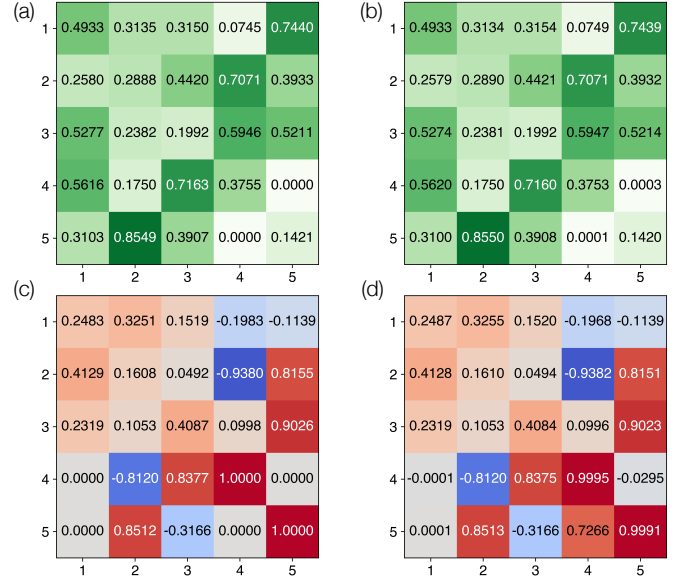 (a) (b)
1 0.4933 0.3135 0.3150 0.0745 0.7440 1 0.4933 0.3134 0.3154 0.0749 0.7439
2 0.2580 0.2888 0.4420 0.7071 0.3933 2 0.2579 0.2890 0.4421 0.7071 0.3932
3 0.5277 0.2382 0.1992 0.5946 0.5211 3 0.5274 0.2381 0.1992 0.5947 0.5214
4 0.5616 0.1750 0.7163 0.3755 0.0000 4 0.5620 0.1750 0.7160 0.3753 0.0003
5 0.3103 0.8549 0.3907 0.0000 0.1421 5 0.3100 0.8550 0.3908 0.0001 0.1420
1 2 3 4 5 1 2 3 4 5
(c) (d)
1 0.2483 0.3251 0.1519 -0.1983 -0.1139 1 0.2487 0.3255 0.1520 -0.1968 -0.1139
2 0.4129 0.1608 0.0492 -0.9380 0.8155 2 0.4128 0.1610 0.0494 -0.9382 0.8151
3 0.2319 0.1053 0.4087 0.0998 0.9026 3 0.2319 0.1053 0.4084 0.0996 0.9023
4 0.0000 -0.8120 0.8377 1.0000 0.0000 4 -0.0001 -0.8120 0.8375 0.9995 -0.0295
5 0.0000 0.8512 -0.3166 0.0000 1.0000 5 0.0001 0.8513 -0.3166 0.7266 0.9991
1 2 3 4 5 1 2 3 4 5